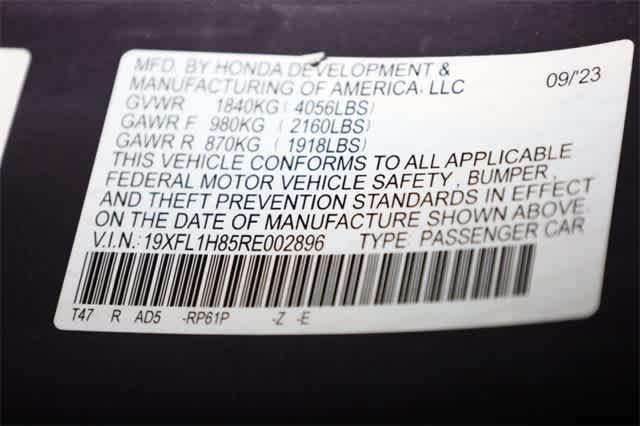 MFD. BY HONDA DEVELOPMENT &
MANUFACTURING OF AMERICA, LLC 09/'23
GVWR 1840KG (4056LBS)
GAWR F 980KG (2160LBS)
GAWR R 870KG (1918LBS)
THIS VEHICLE CONFORMS TO ALL APPLICABLE
FEDERAL MOTOR VEHICLE SAFETY, BUMPER,
AND THEFT PREVENTION STANDARDS IN EFFECT
ON THE DATE OF MANUFACTURE SHOWN ABOVE.
V.I.N.: 19XFL1H85RE002896 TYPE: PASSENGER CAR
T47 R AD5 -RP61P -Z -E